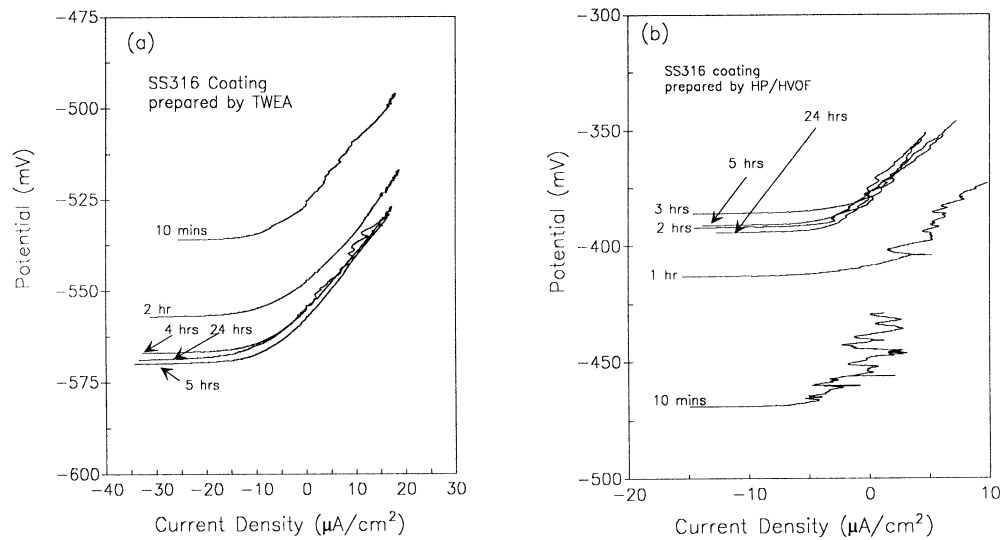 (a)
SS316 Coating
prepared by TWEA
10 mins
2 hr
4 hrs
24 hrs
5 hrs
Potential (mV)
−475
−500
−525
−550
−575
−600
−40 −30 −20 −10 0 10 20 30
Current Density (μA/cm²)
(b)
SS316 coating
prepared by HP/HVOF
24 hrs
5 hrs
3 hrs
2 hrs
1 hr
10 mins
Potential (mV)
−300
−350
−400
−450
−500
−20 −10 0 10
Current Density (μA/cm²)